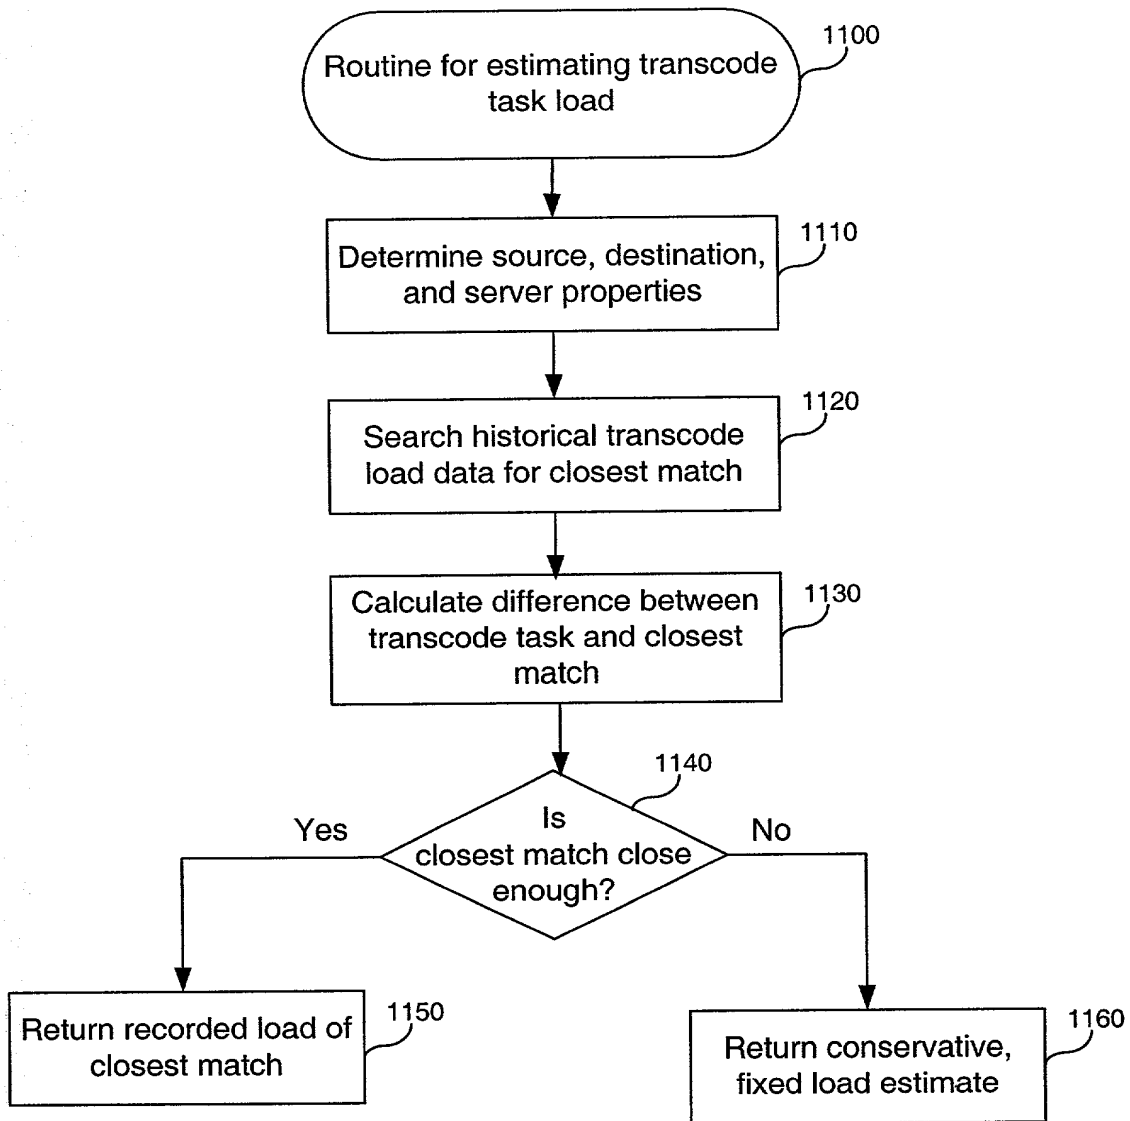 1100
Routine for estimating transcode
task load
1110
Determine source, destination,
and server properties
1120
Search historical transcode
load data for closest match
1130
Calculate difference between
transcode task and closest
match
1140
Is
closest match close
enough?
Yes
No
1150
Return recorded load of
closest match
1160
Return conservative,
fixed load estimate